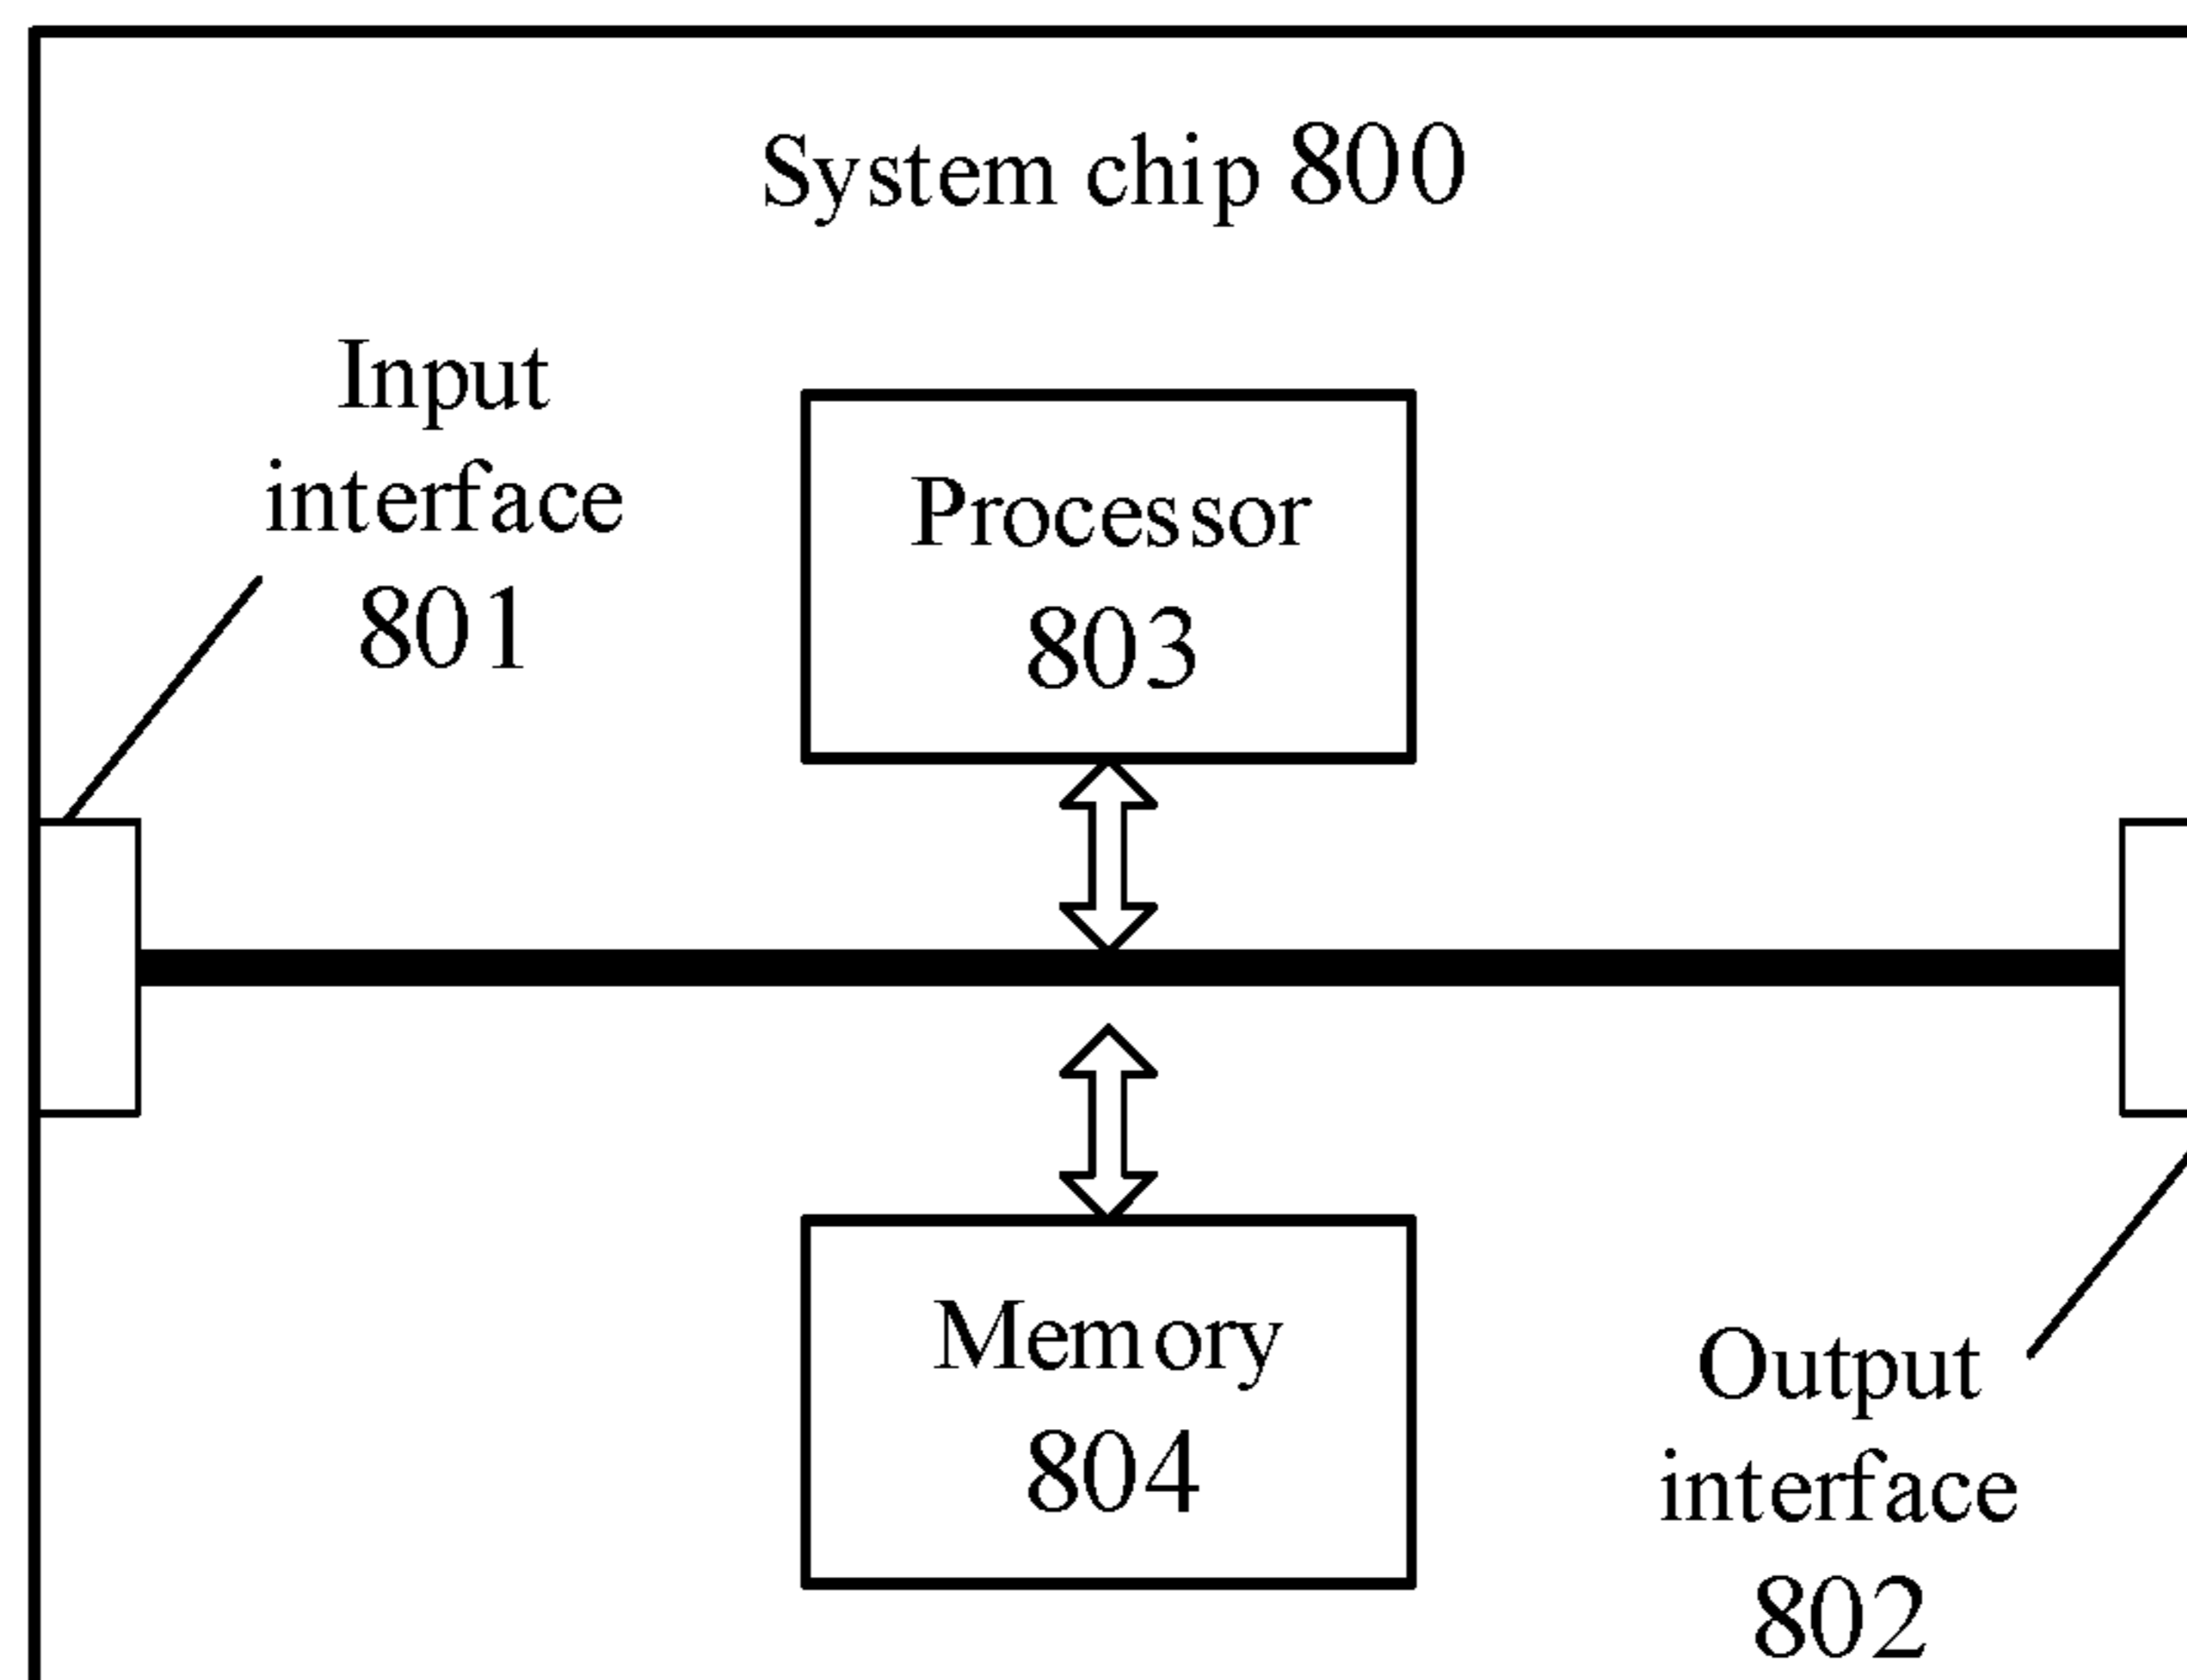 System chip 800
Input
interface
801
Processor
803
Memory
804
Output
interface
802